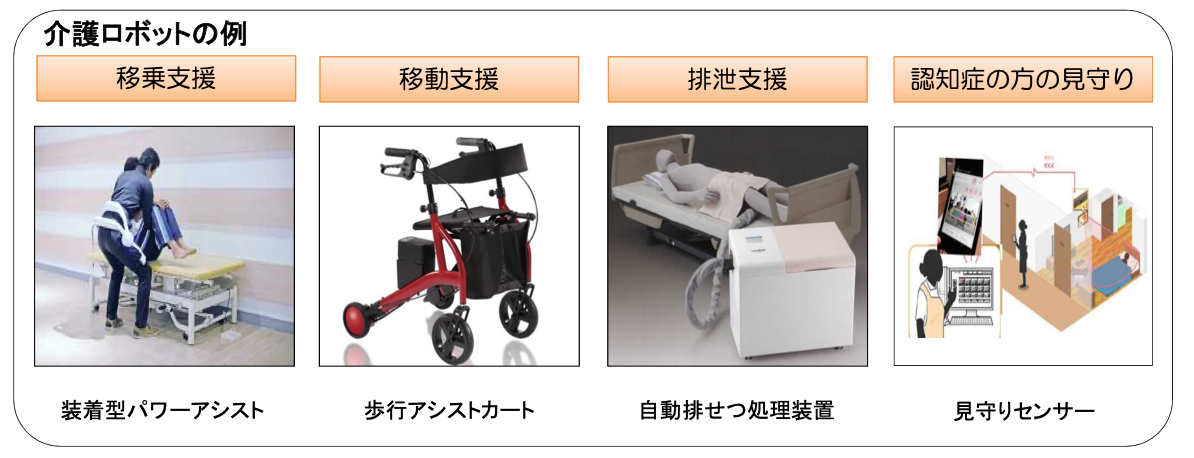 介護ロボットの例
移乗支援
移動支援
排泄支援
認知症の方の見守り
装着型パワーアシスト
歩行アシストカート
自動排せつ処理装置
見守りセンサー